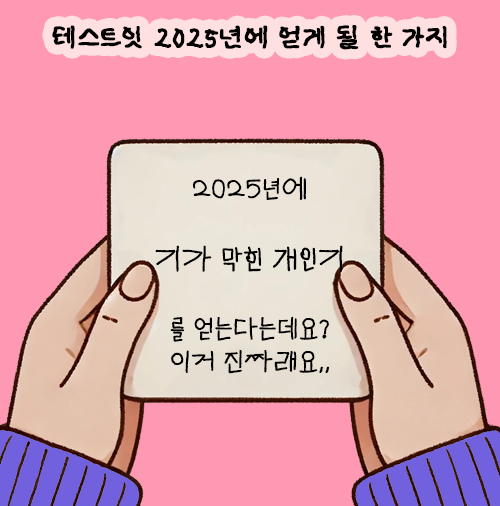 테스트잇 2025년에 얻게 될 한 가지
2025년에
기가 막힌 개인기
를 얻는다는데요?
이거 진짜래요,,